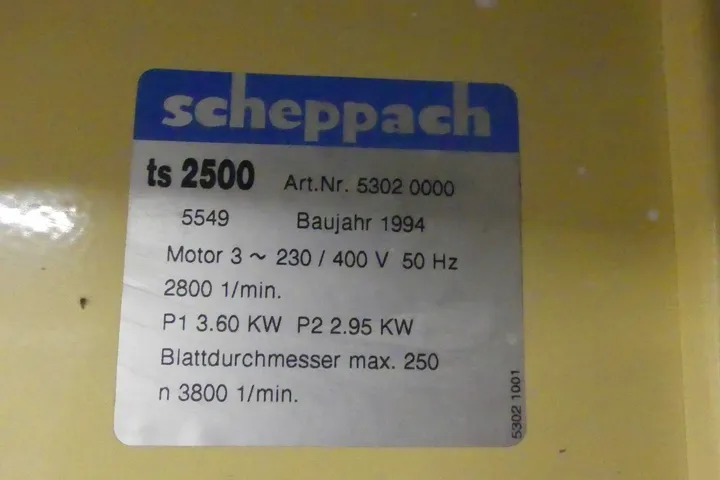 scheppach
ts 2500 Art.Nr. 5302 0000
5549 Baujahr 1994
Motor 3 ~ 230 / 400 V 50 Hz
2800 1/min.
P1 3.60 KW P2 2.95 KW
Blattdurchmesser max. 250
n 3800 1/min.
5302 1001